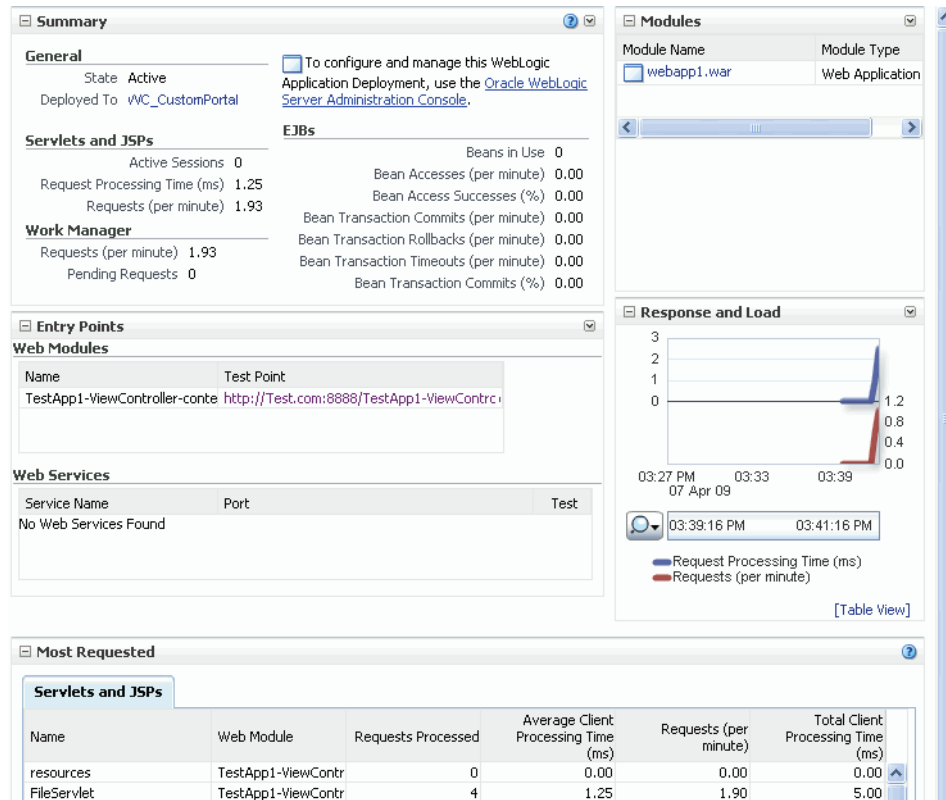 Summary
General
State Active
Deployed To WC_CustomPortal
Servlets and JSPs
Active Sessions 0
Request Processing Time (ms) 1.25
Requests (per minute) 1.93
Work Manager
Requests (per minute) 1.93
Pending Requests 0
To configure and manage this WebLogic
Application Deployment, use the Oracle WebLogic
Server Administration Console.
EJBs
Beans in Use 0
Bean Accesses (per minute) 0.00
Bean Access Successes (%) 0.00
Bean Transaction Commits (per minute) 0.00
Bean Transaction Rollbacks (per minute) 0.00
Bean Transaction Timeouts (per minute) 0.00
Bean Transaction Commits (%) 0.00
Modules
Module Name Module Type
webapp1.war Web Application
Entry Points
Web Modules
Name Test Point
TestApp1-ViewController-conte http://Test.com:8888/TestApp1-ViewContrc
Web Services
Service Name Port Test
No Web Services Found
Response and Load
3
2
1
0 1.2
0.8
0.4
0.0
03:27 PM 03:33 03:39
07 Apr 09
03:39:16 PM 03:41:16 PM
Request Processing Time (ms)
Requests (per minute)
[Table View]
Most Requested
Servlets and JSPs
Name Web Module Requests Processed Average Client Processing Time (ms) Requests (per minute) Total Client Processing Time (ms)
resources TestApp1-ViewContr 0 0.00 0.00 0.00
FileServlet TestApp1-ViewContr 4 1.25 1.90 5.00